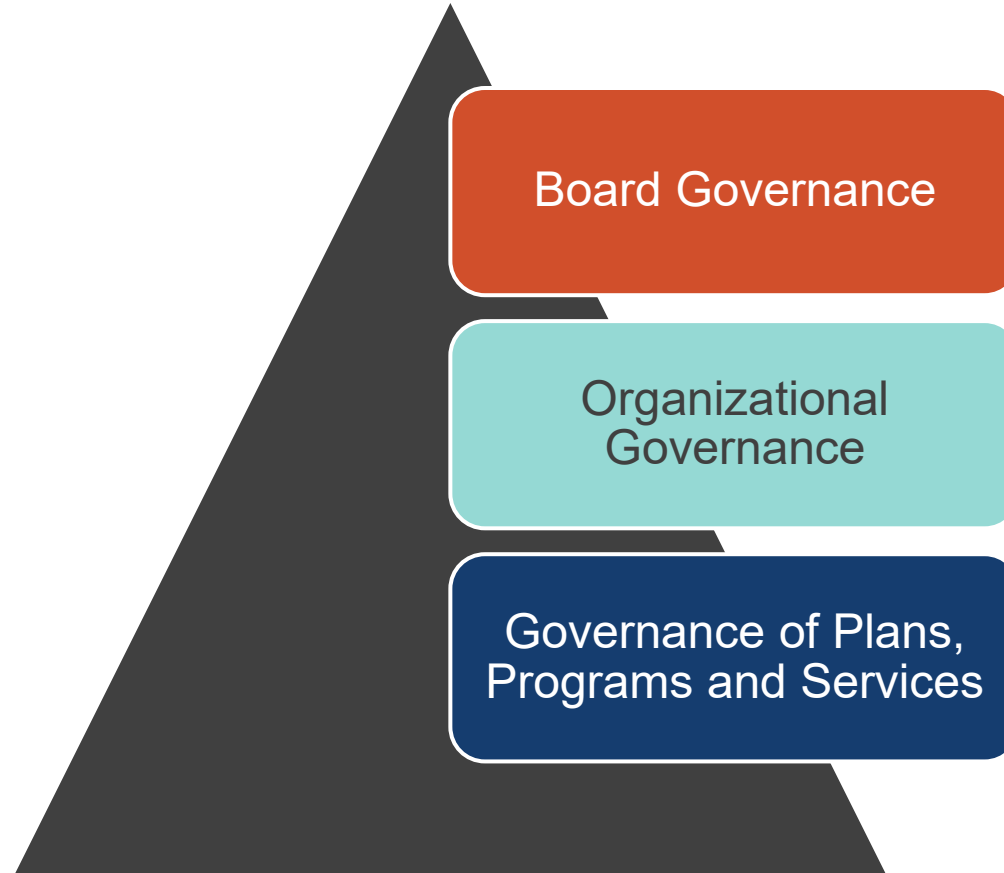 Board Governance
Organizational
Governance
Governance of Plans,
Programs and Services